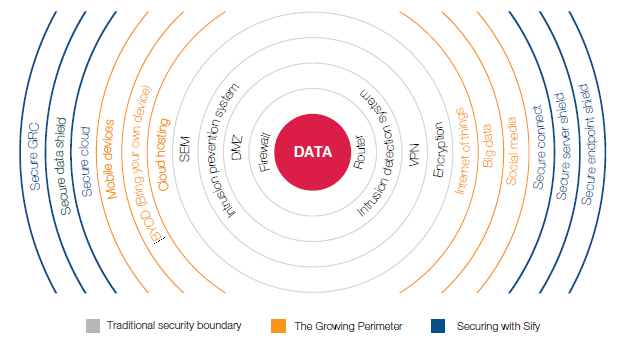 Secure GRC
Secure data shield
Secure cloud
Mobile devices
BYOD (Bring your own device)
Cloud hosting
SEM
Intrusion prevention system
DMZ
Firewall
DATA
Router
Intrusion detection system
VPN
Encryption
Internet of things
Big data
Social media
Secure connect
Secure server shield
Secure endpoint shield
Traditional security boundary
The Growing Perimeter
Securing with Sify